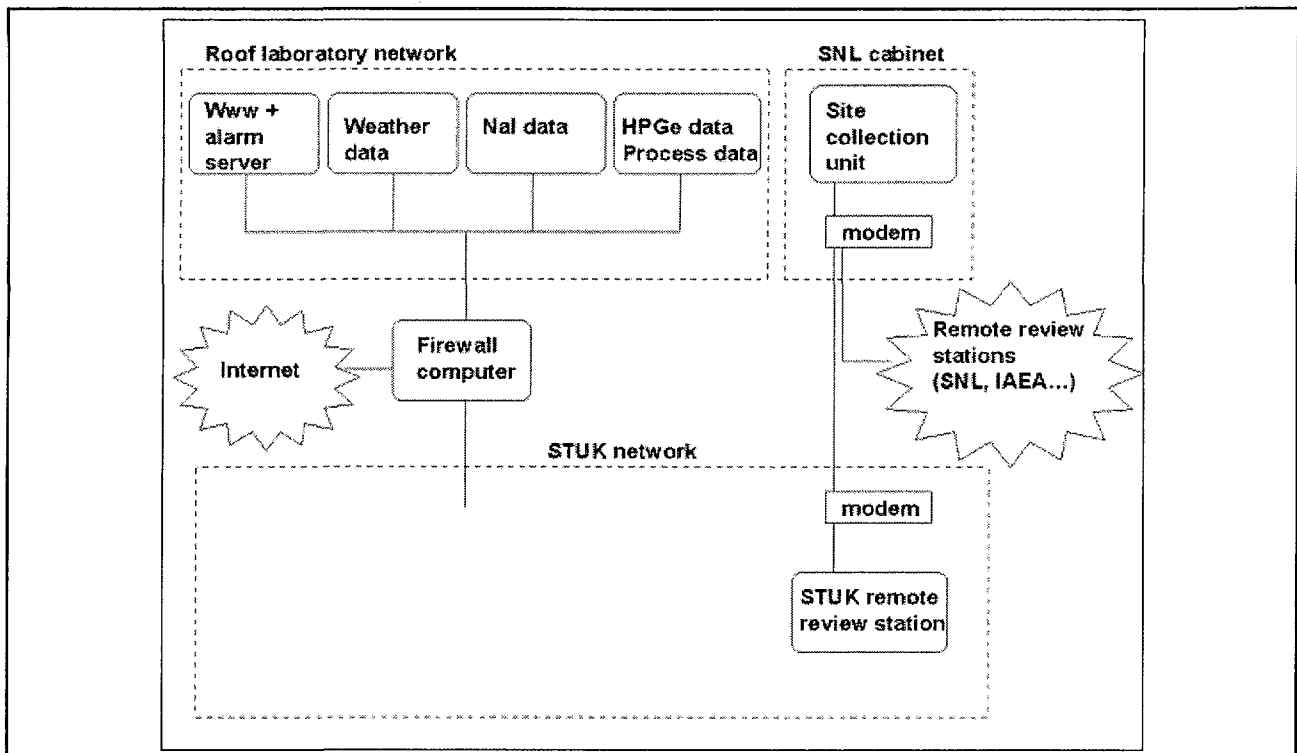 Roof laboratory network
SNL cabinet
Www +
alarm
server
Weather
data
NaI data
HPGe data
Process data
Site
collection
unit
modem
Internet
Firewall
computer
Remote review
stations
(SNL, IAEA...)
STUK network
modem
STUK remote
review station